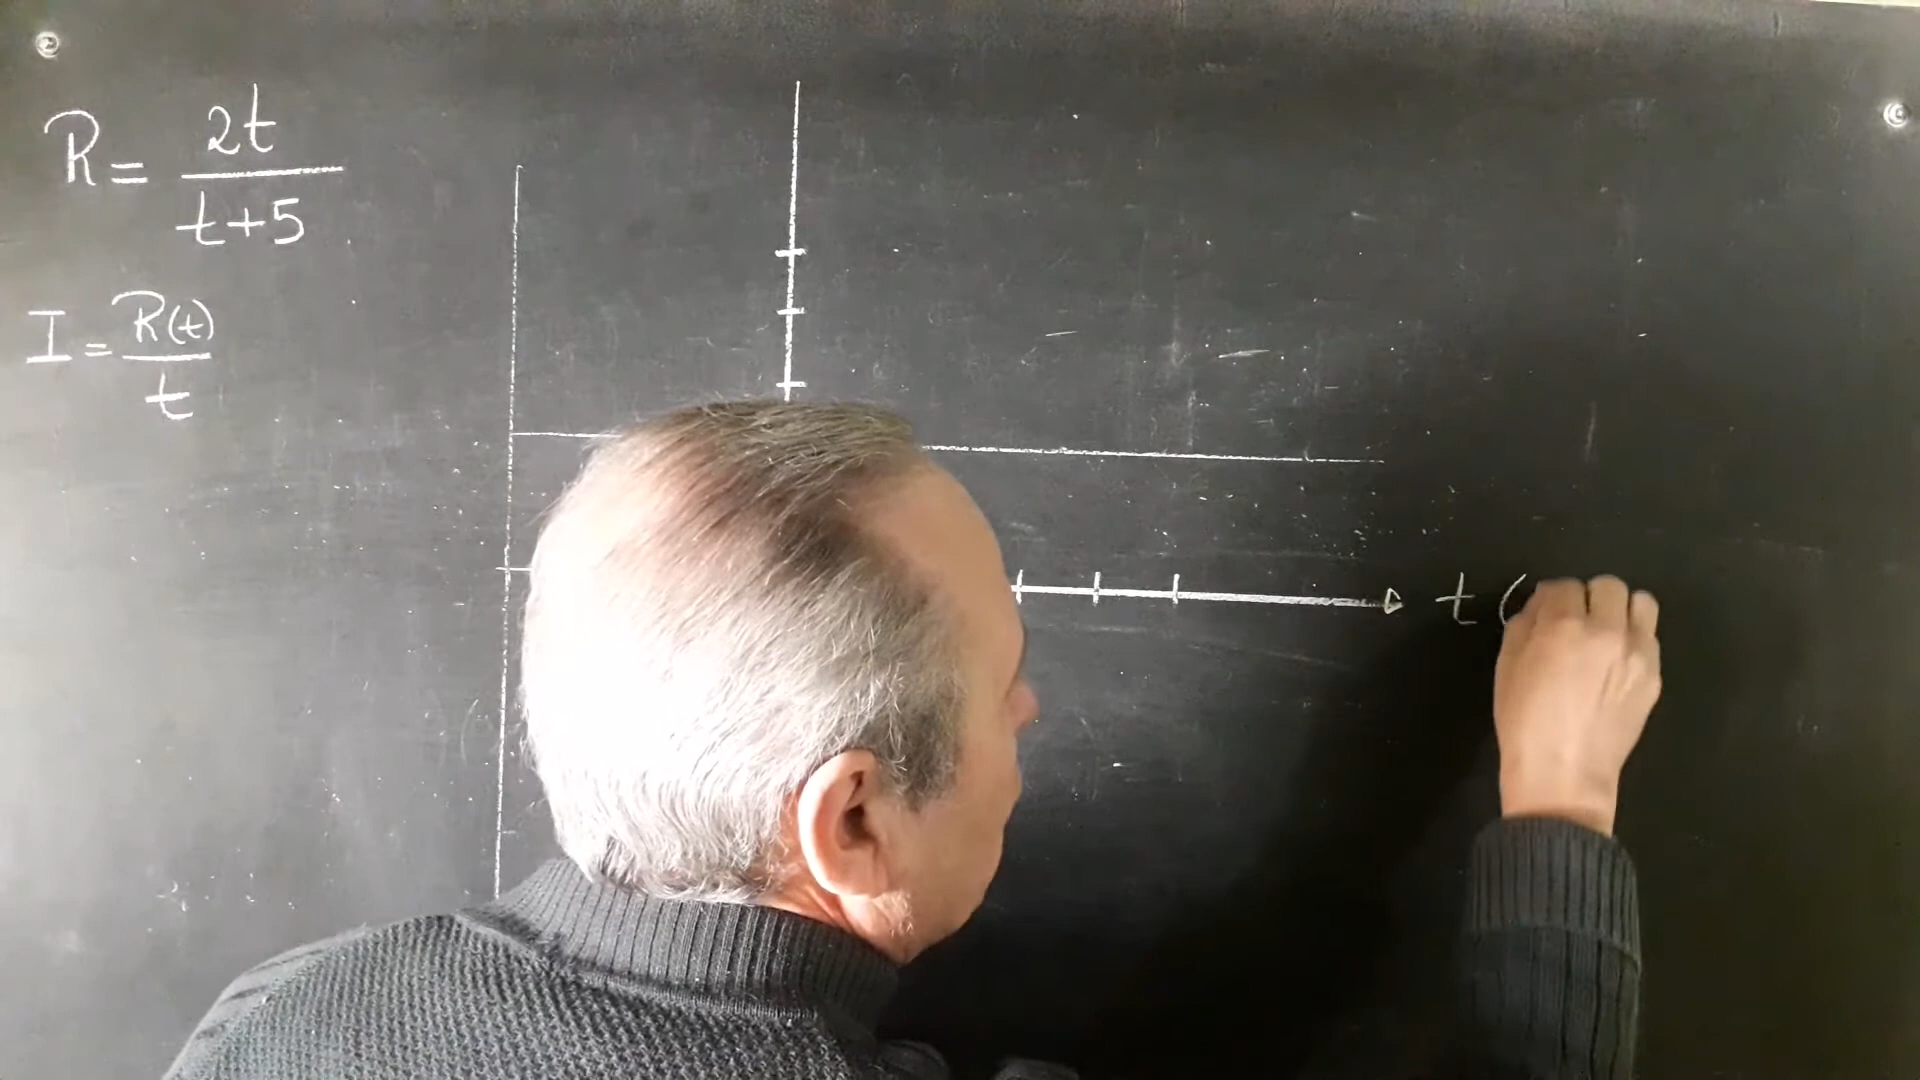 R = 2t / t+5
I = R(t) / t
t (